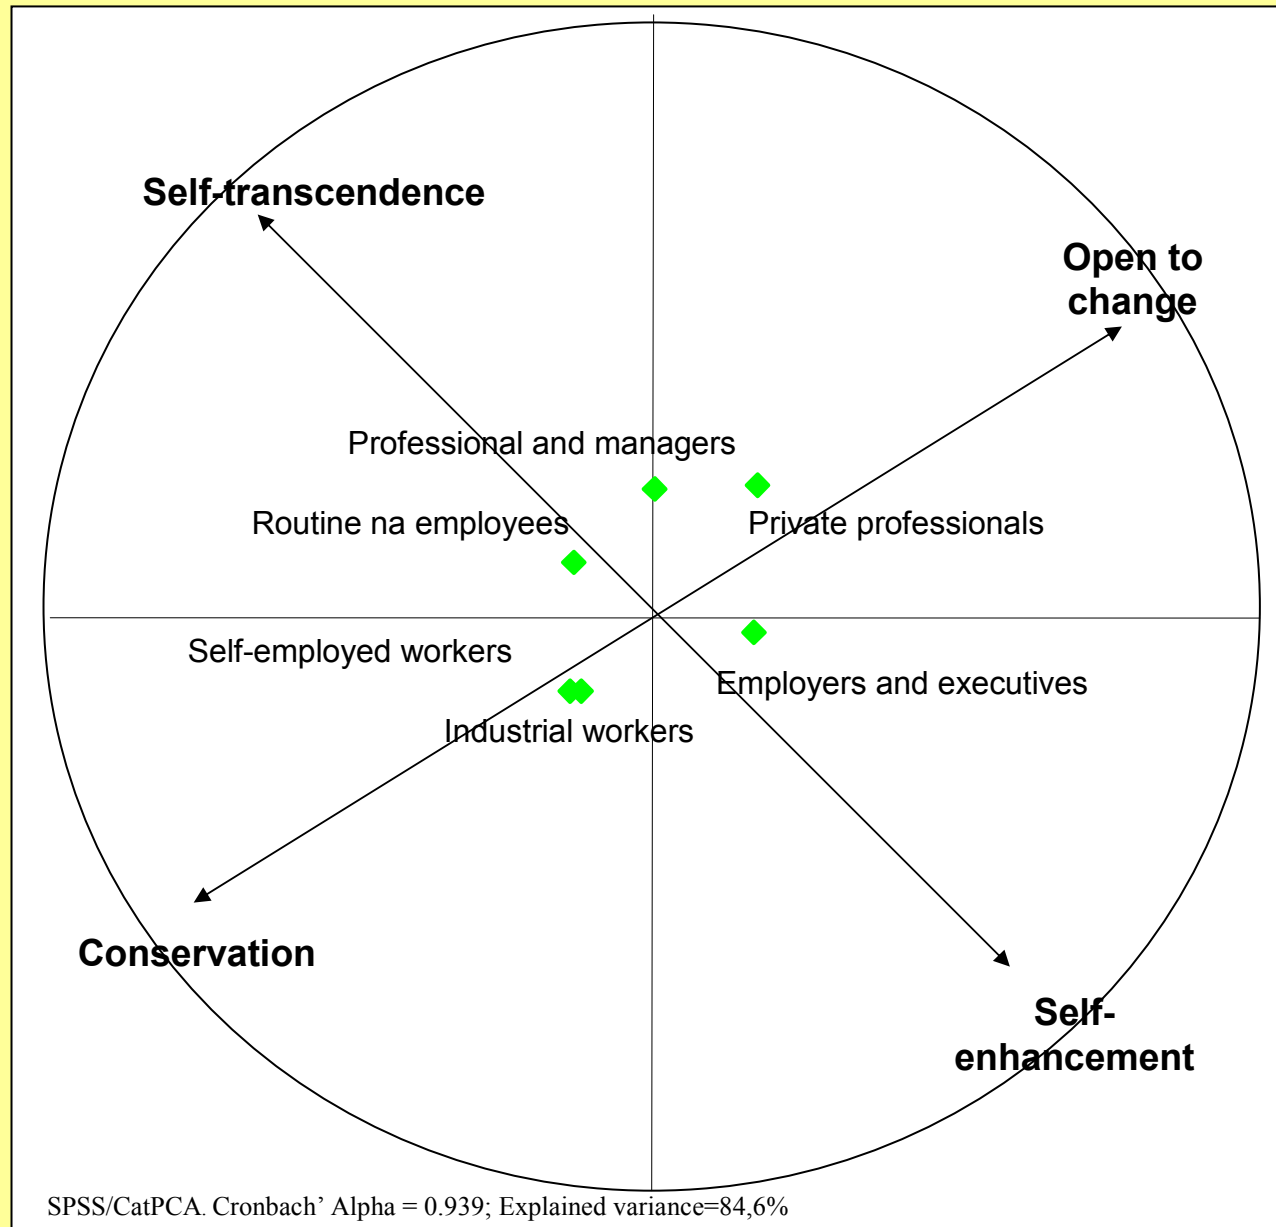 Self-transcendence
Open to
change
Professional and managers
Routine na employees
Private professionals
Self-employed workers
Employers and executives
Industrial workers
Conservation
Self-
enhancement
SPSS/CatPCA. Cronbach’ Alpha = 0.939; Explained variance=84,6%